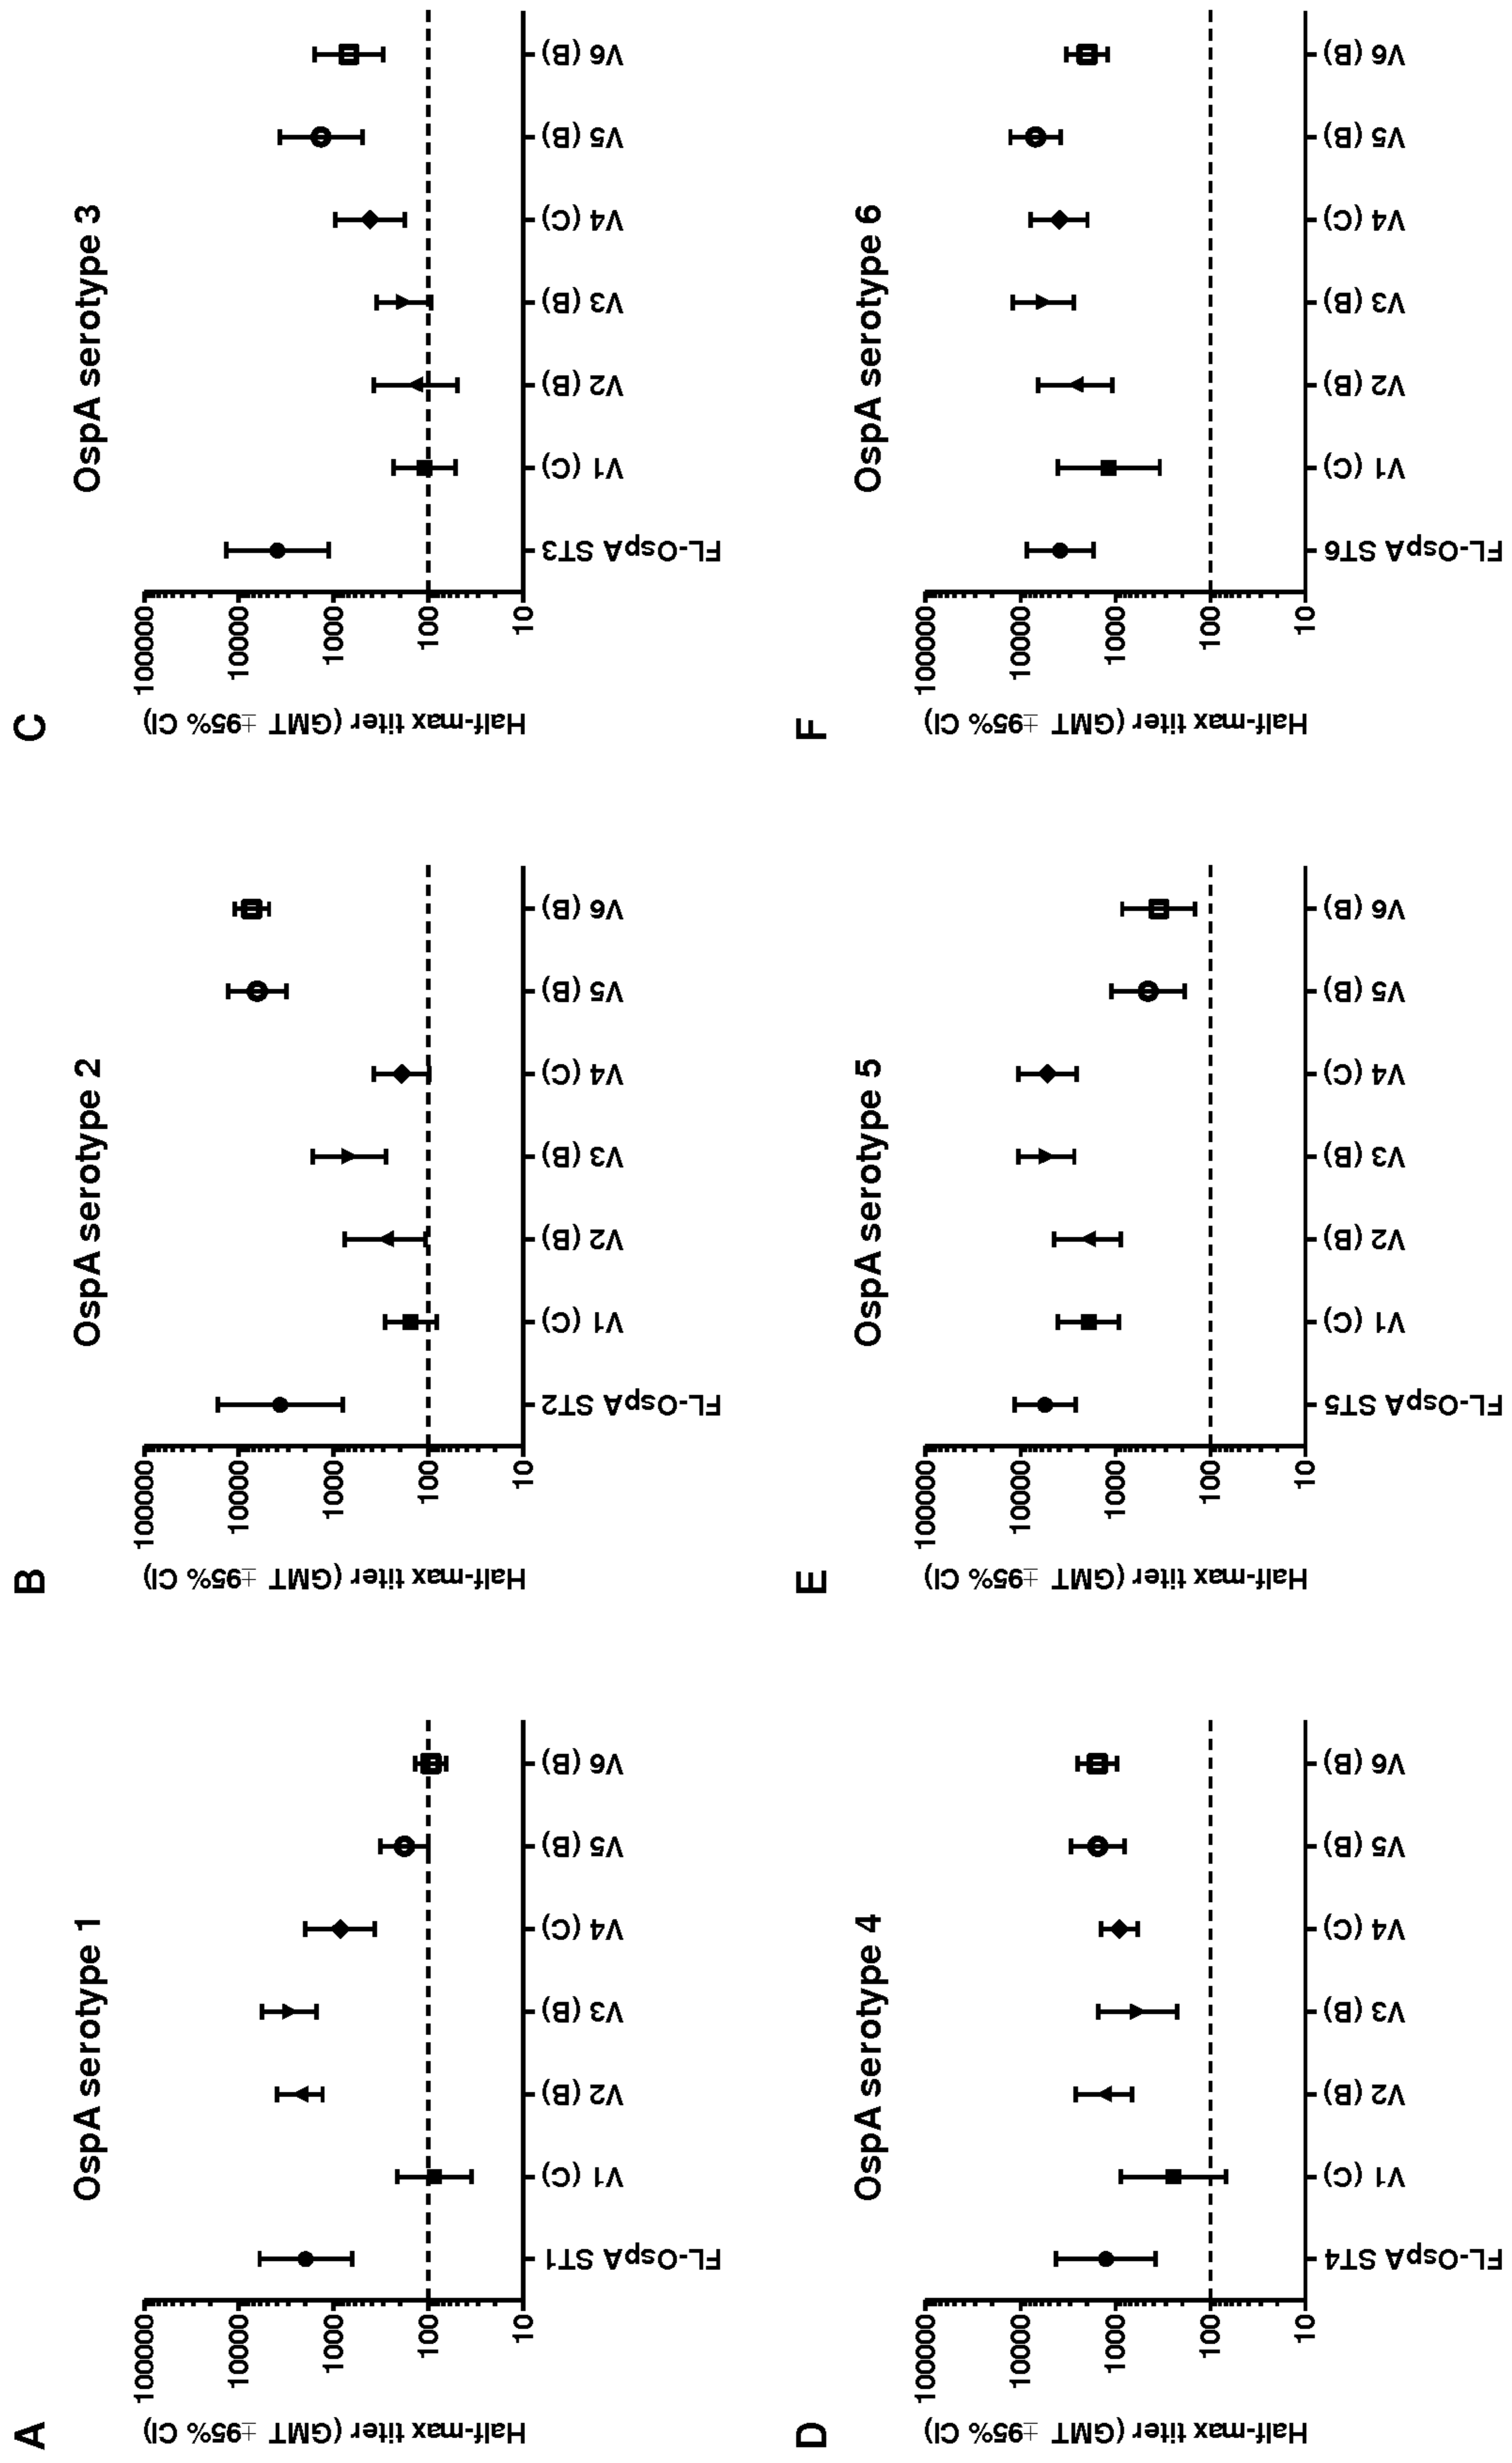 A
OspA serotype 1
Half-max titer (GMT ±95% CI)
100000
10000
1000
100
10
FL-OspA ST1
V1 (C)
V2 (B)
V3 (B)
V4 (C)
V5 (B)
V6 (B)
B
OspA serotype 2
Half-max titer (GMT ±95% CI)
100000
10000
1000
100
10
FL-OspA ST2
V1 (C)
V2 (B)
V3 (B)
V4 (C)
V5 (B)
V6 (B)
C
OspA serotype 3
Half-max titer (GMT ±95% CI)
100000
10000
1000
100
10
FL-OspA ST3
V1 (C)
V2 (B)
V3 (B)
V4 (C)
V5 (B)
V6 (B)
D
OspA serotype 4
Half-max titer (GMT ±95% CI)
100000
10000
1000
100
10
FL-OspA ST4
V1 (C)
V2 (B)
V3 (B)
V4 (C)
V5 (B)
V6 (B)
E
OspA serotype 5
Half-max titer (GMT ±95% CI)
100000
10000
1000
100
10
FL-OspA ST5
V1 (C)
V2 (B)
V3 (B)
V4 (C)
V5 (B)
V6 (B)
F
OspA serotype 6
Half-max titer (GMT ±95% CI)
100000
10000
1000
100
10
FL-OspA ST6
V1 (C)
V2 (B)
V3 (B)
V4 (C)
V5 (B)
V6 (B)